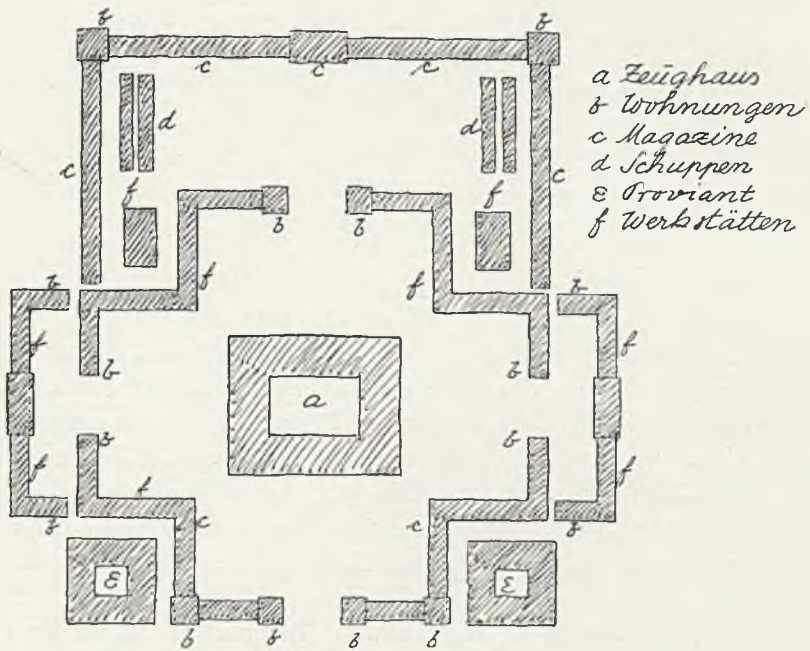 b b
c c c
a Zeughaus
b Wohnungen
c Magazine
d Schuppen
ε Proviant
f Werkstätten
d d
c c
f f
b b
f f
b b
f f
b b
a
b b
f f
f
b b
c c
ε ε
b b b b